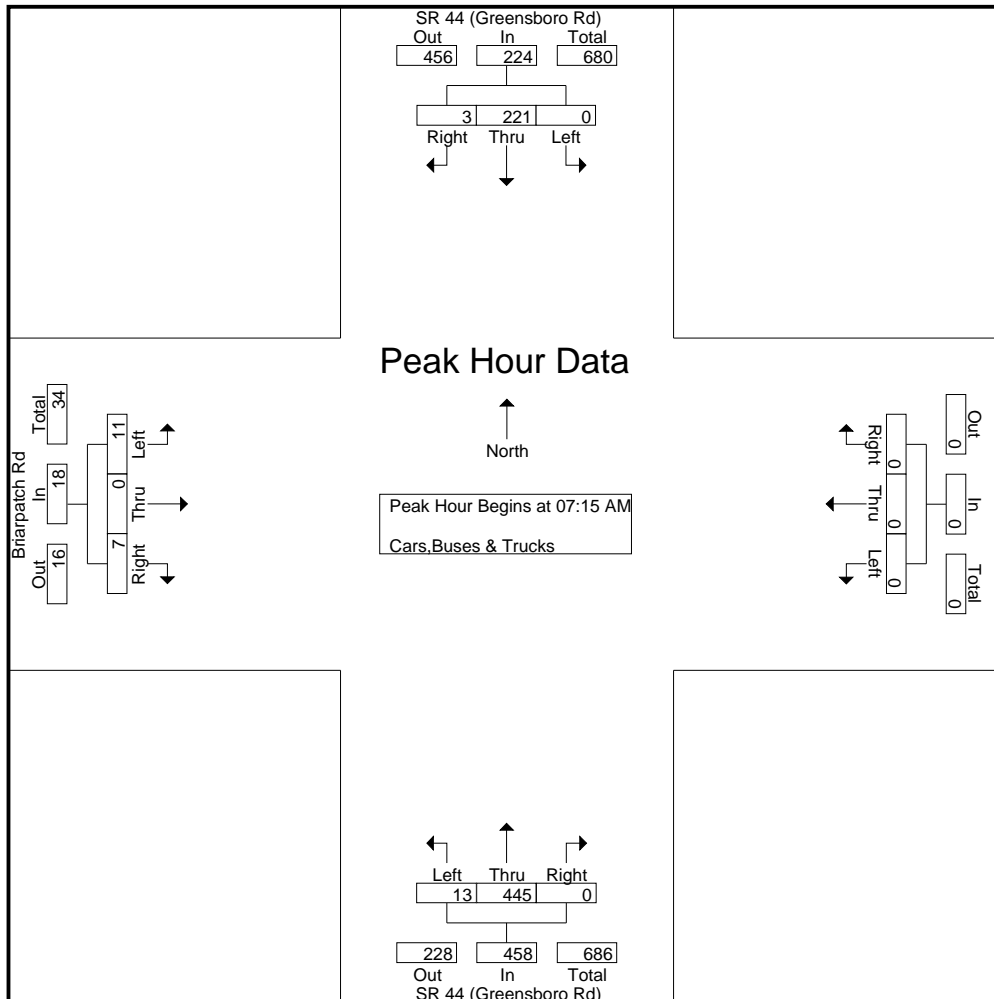 SR 44 (Greensboro Rd)
Out In Total
456 224 680
3 221 0
Right Thru Left
Peak Hour Data
North
Peak Hour Begins at 07:15 AM
Cars,Buses & Trucks
Briarpatch Rd
Out In Total
16 18 34
11 0 7
Left Thru Right
Right Thru Left
0 0 0
Out In Total
0 0 0
Left Thru Right
13 445 0
228 458 686
Out In Total
SR 44 (Greensboro Rd)